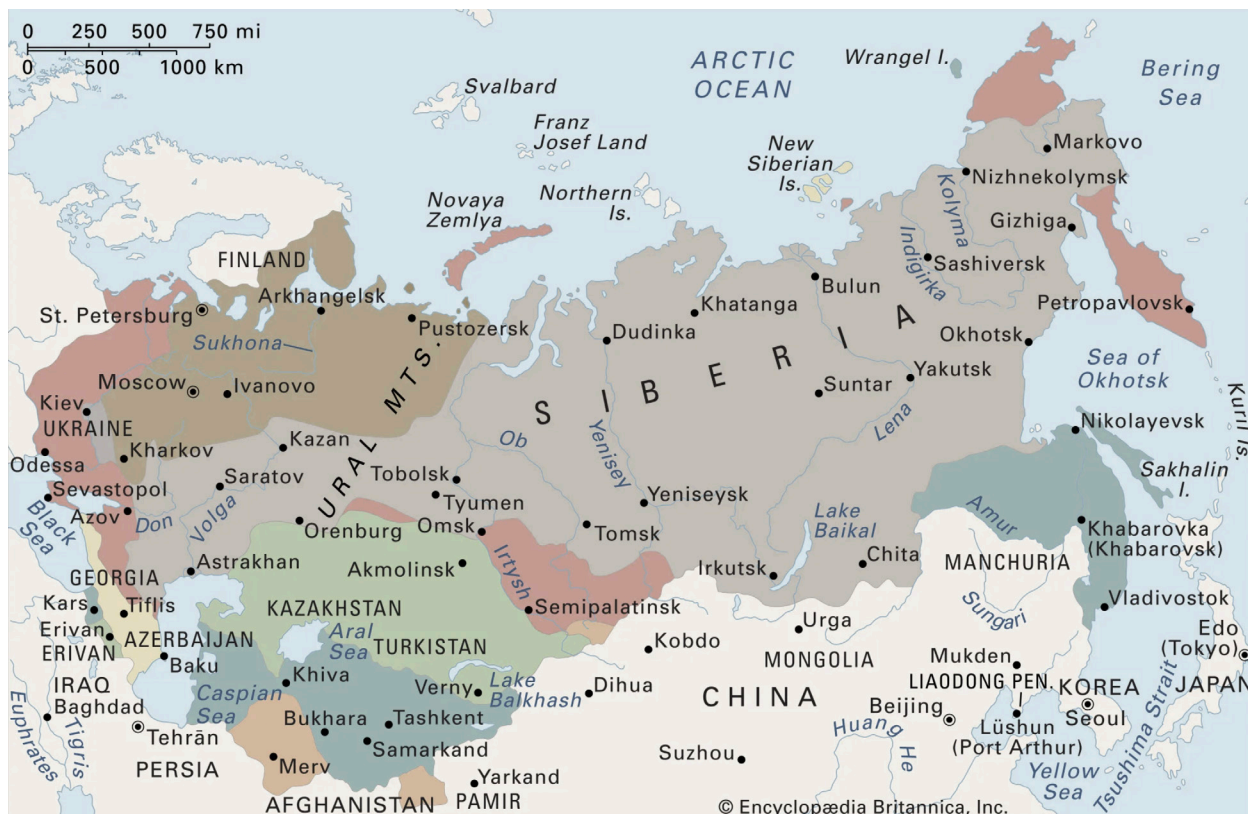 0 250 500 750 mi
0 500 1000 km
ARCTIC
OCEAN
Wrangel I.
Bering
Sea
Svalbard
Franz
Josef Land
New
Siberian
Is.
Markovo
Nizhnekolymsk
Novaya
Zemlya
Northern
Is.
Kolyma
Indigirka
Gizhiga
FINLAND
Sashiversk
Arkhangelsk
Bulun
St. Petersburg
Pustozersk
Khatanga
Petropavlovsk
Sukhona
Dudinka
Okhotsk
SIBERIA
Sea of
Okhotsk
Moscow
Ivanovo
URAL MTS.
Suntar
Yakutsk
Kuril Is.
Kiev
UKRAINE
Kazan
Ob
Yenisey
Lena
Nikolayevsk
Kharkov
Odessa
Saratov
Tobolsk
Sakhalin
I.
Sevastopol
Tyumen
Yeniseysk
Black
Sea
Azov
Don
Volga
Orenburg
Omsk
Tomsk
Lake
Baikal
Amur
Khabarovka
(Khabarovsk)
Irtysh
Astrakhan
Akmolinsk
Irkutsk
Chita
MANCHURIA
GEORGIA
Kars
Tiflis
KAZAKHSTAN
Semipalatinsk
Sungari
Vladivostok
Erivan
ERIVAN
AZERBAIJAN
Aral
Sea
TURKISTAN
Kobdo
Urga
MONGOLIA
Edo
(Tokyo)
Baku
Mukden
IRAQ
Baghdad
Caspian
Sea
Khiva
Verny
Lake
Balkhash
Dihua
CHINA
LIAODONG PEN.
KOREA
JAPAN
Euphrates
Tigris
Bukhara
Tashkent
Beijing
Seoul
Tehrān
Samarkand
Huang He
Lüshun
(Port Arthur)
Tsushima Strait
PERSIA
Merv
Suzhou
Yellow
Sea
Yarkand
AFGHANISTAN
PAMIR
© Encyclopædia Britannica, Inc.